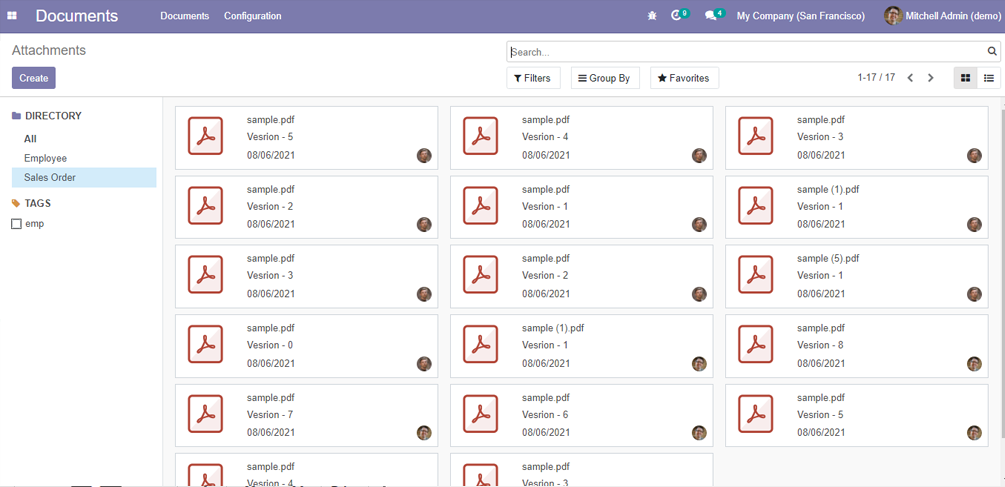 Documents
Documents
Configuration
9
4
My Company (San Francisco)
Mitchell Admin (demo)
Attachments
Search...
Create
Filters
Group By
Favorites
1-17 / 17
DIRECTORY
All
Employee
Sales Order
TAGS
emp
sample.pdf
Vesrion - 5
08/06/2021
sample.pdf
Vesrion - 4
08/06/2021
sample.pdf
Vesrion - 3
08/06/2021
sample.pdf
Vesrion - 2
08/06/2021
sample.pdf
Vesrion - 1
08/06/2021
sample (1).pdf
Vesrion - 1
08/06/2021
sample.pdf
Vesrion - 3
08/06/2021
sample.pdf
Vesrion - 2
08/06/2021
sample (5).pdf
Vesrion - 1
08/06/2021
sample.pdf
Vesrion - 0
08/06/2021
sample (1).pdf
Vesrion - 1
08/06/2021
sample.pdf
Vesrion - 8
08/06/2021
sample.pdf
Vesrion - 7
08/06/2021
sample.pdf
Vesrion - 6
08/06/2021
sample.pdf
Vesrion - 5
08/06/2021
sample.pdf
Vesrion - 4
sample.pdf
Vesrion - 3